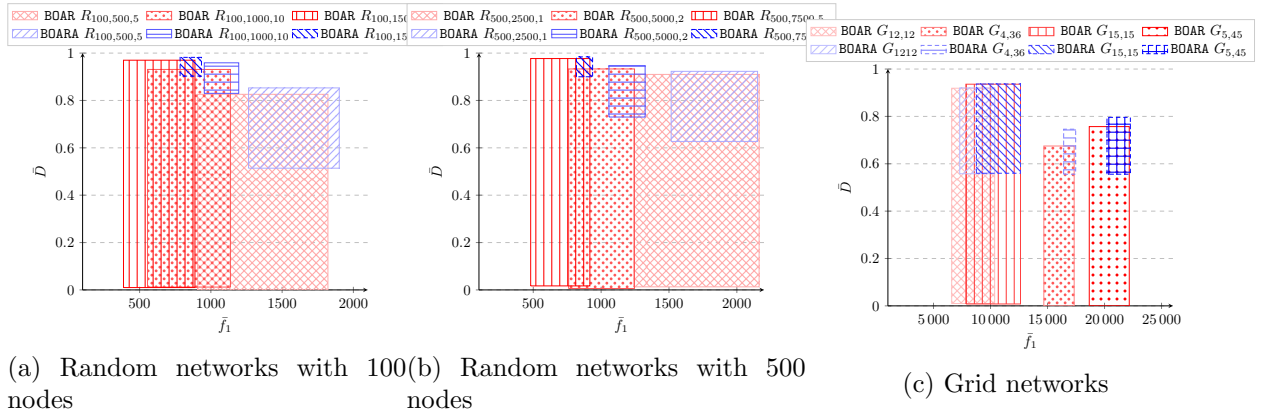 BOAR R100,500,5 BOAR R100,1000,10 BOAR R100,150
BOARA R100,500,5 BOARA R100,1000,10 BOARA R100,15
BOAR R500,2500,1 BOAR R500,5000,2 BOAR R500,7500,5
BOARA R500,2500,1 BOARA R500,5000,2 BOARA R500,75
BOAR G12,12 BOAR G4,36 BOAR G15,15 BOAR G5,45
BOARA G1212 BOARA G4,36 BOARA G15,15 BOARA G5,45
1
0.8
0.6
0.4
0.2
0
D̄
500 1000 1500 2000
f̄1
1
0.8
0.6
0.4
0.2
0
D̄
500 1000 1500 2000
f̄1
1
0.8
0.6
0.4
0.2
0
D̄
5 000 10 000 15 000 20 000 25 000
f̄1
(a) Random networks with 100 nodes
(b) Random networks with 500 nodes
(c) Grid networks